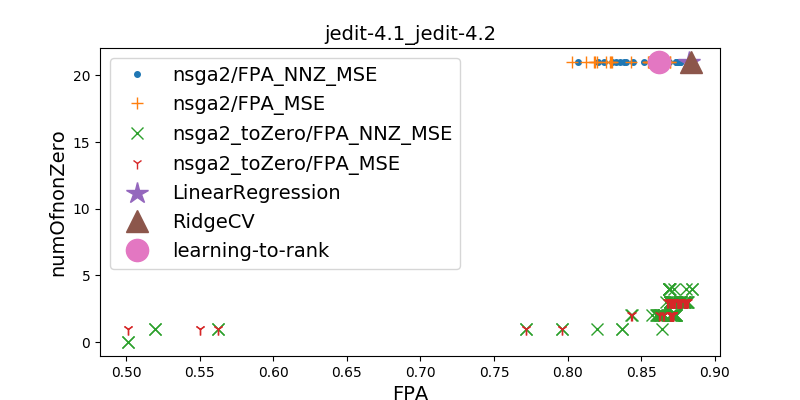 jedit-4.1_jedit-4.2
numOfnonZero
20
15
10
5
0
nsga2/FPA_NNZ_MSE
nsga2/FPA_MSE
nsga2_toZero/FPA_NNZ_MSE
nsga2_toZero/FPA_MSE
LinearRegression
RidgeCV
learning-to-rank
0.50 0.55 0.60 0.65 0.70 0.75 0.80 0.85 0.90
FPA